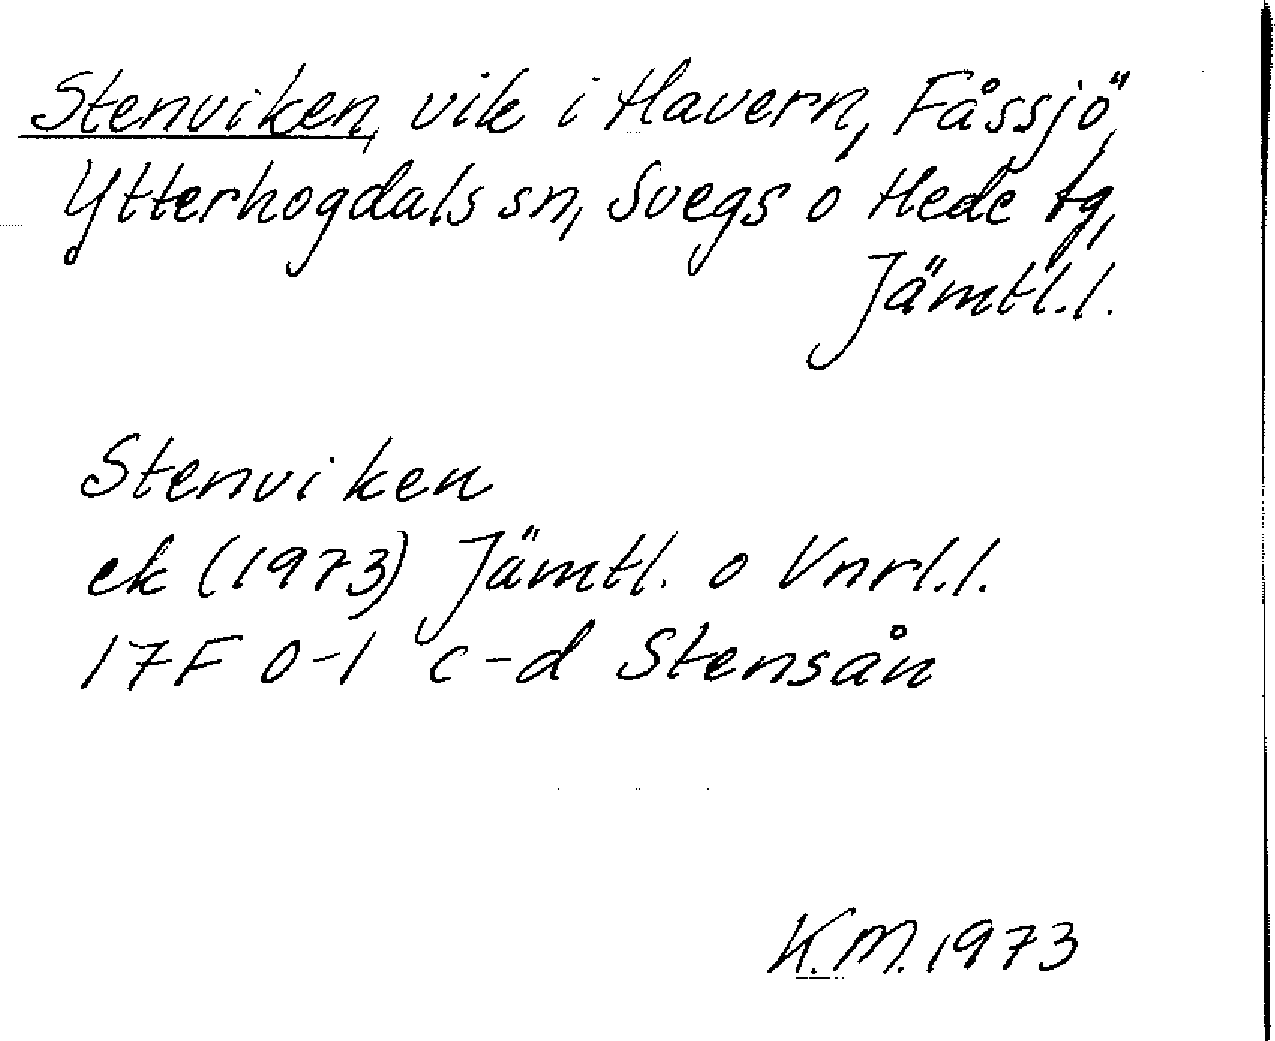 Stenviken, vik i Havern, Fåssjö,
Ytterhogdals sn, Svegs o Hede tg,
Jämtl.l.
Stenviken
ek (1973) Jämtl. o Vnrl.l.
17F 0-1 c-d Stensån
K.M. 1973